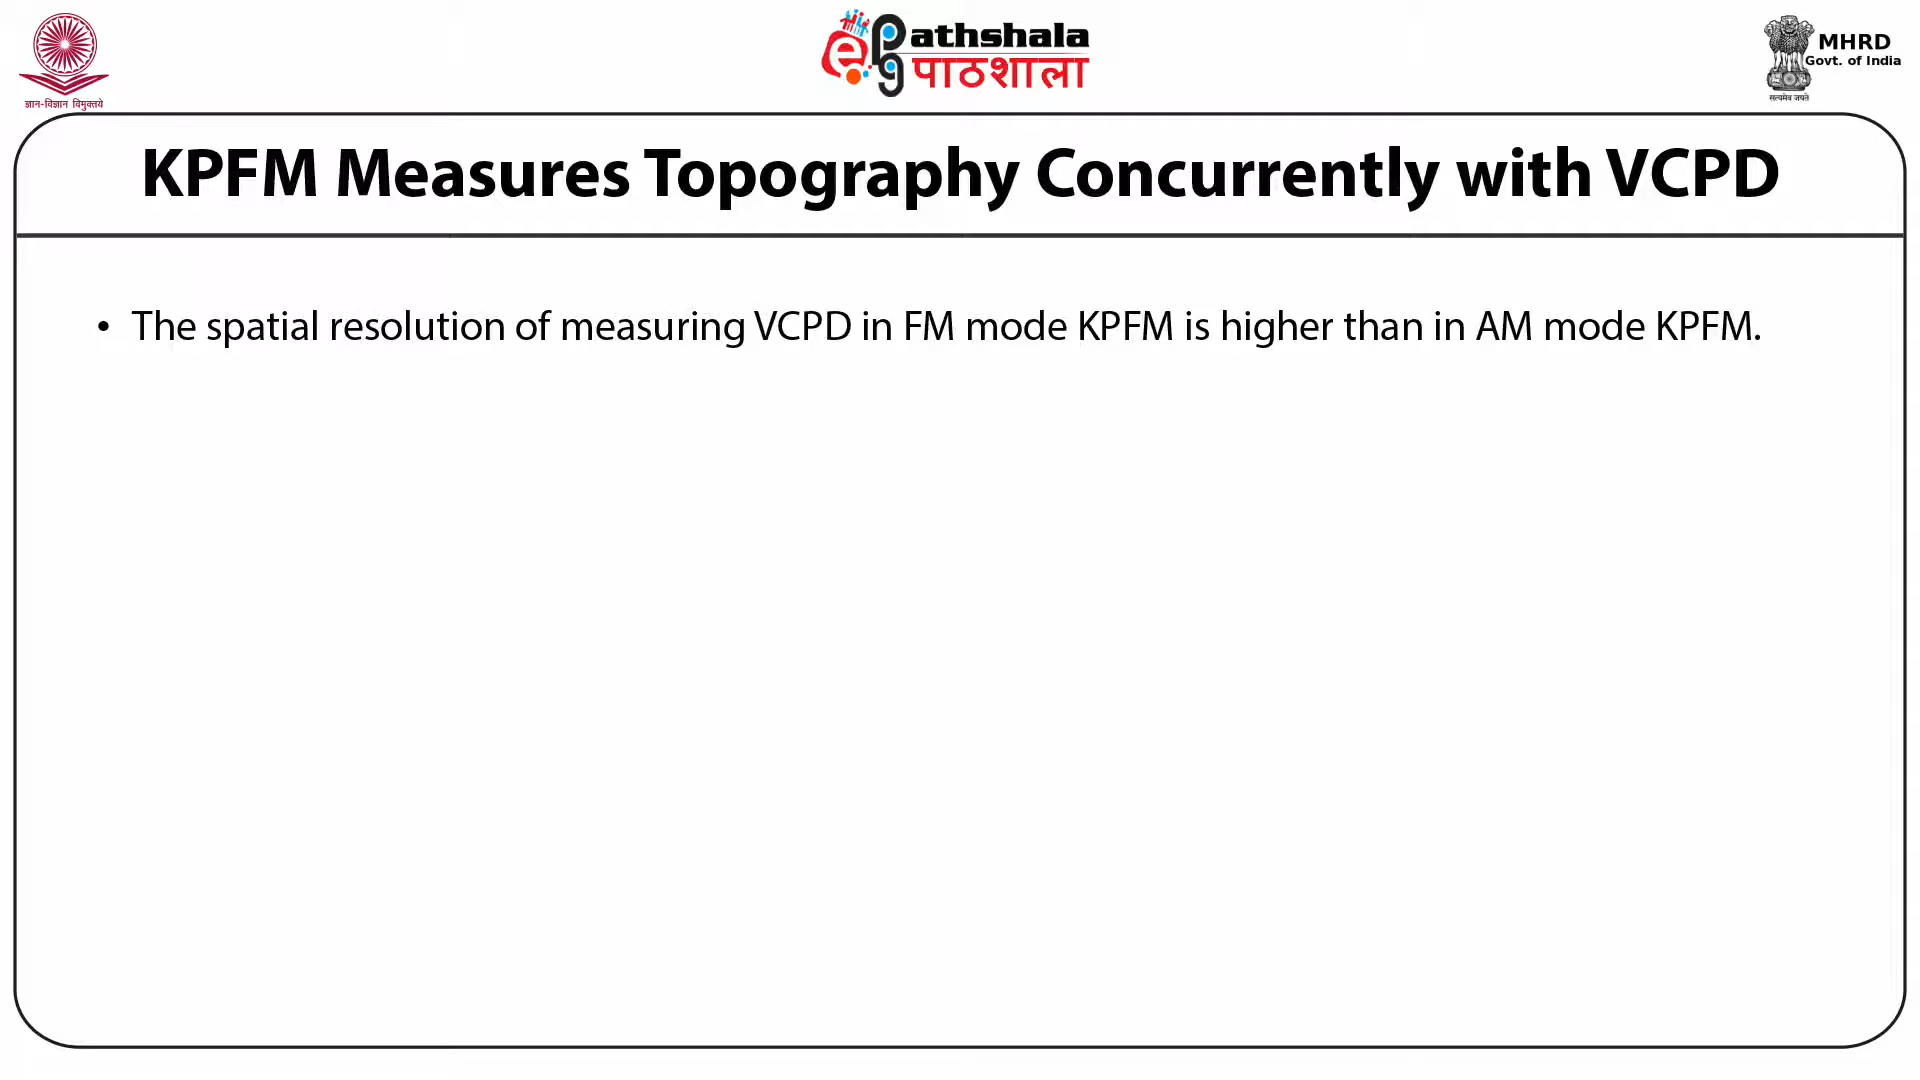 ज्ञान-विज्ञान विमुक्तये
ePG athshala
पाठशाला
MHRD
Govt. of India
सत्यमेव जयते
KPFM Measures Topography Concurrently with VCPD
• The spatial resolution of measuring VCPD in FM mode KPFM is higher than in AM mode KPFM.